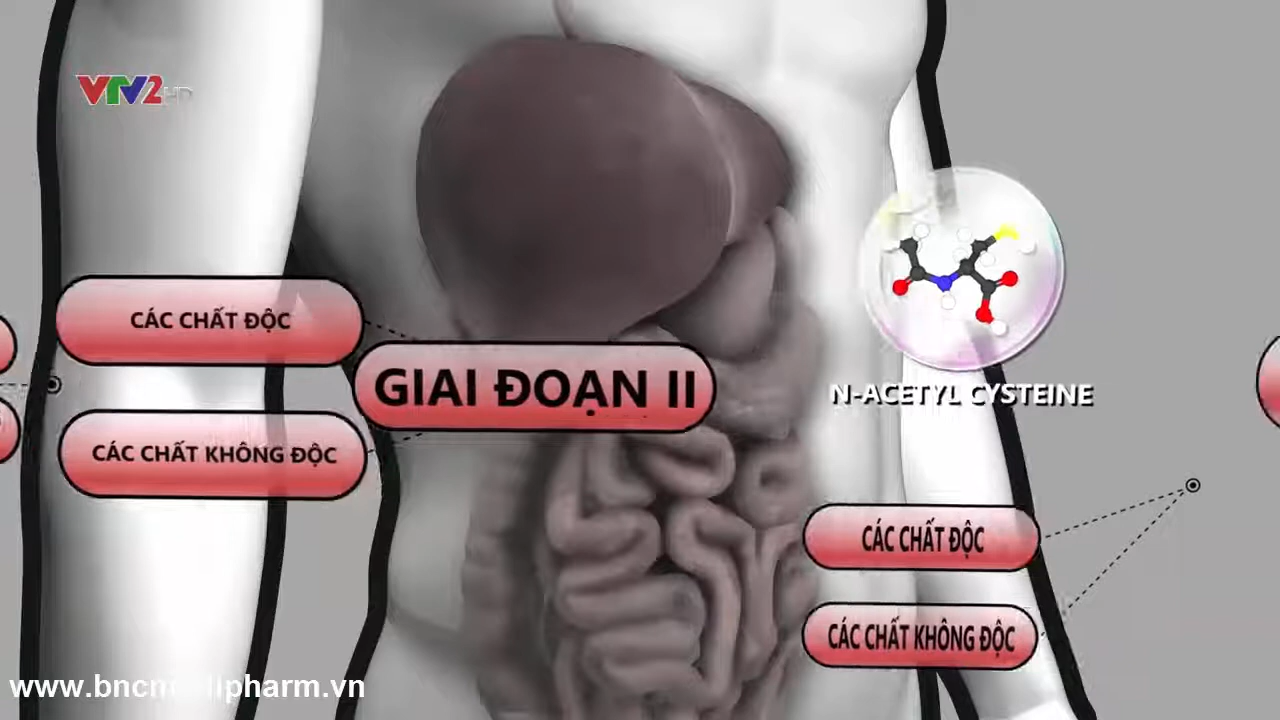 VTV2HD
CÁC CHẤT ĐỘC
GIAI ĐOẠN II
CÁC CHẤT KHÔNG ĐỘC
N-ACETYL CYSTEINE
CÁC CHẤT ĐỘC
CÁC CHẤT KHÔNG ĐỘC